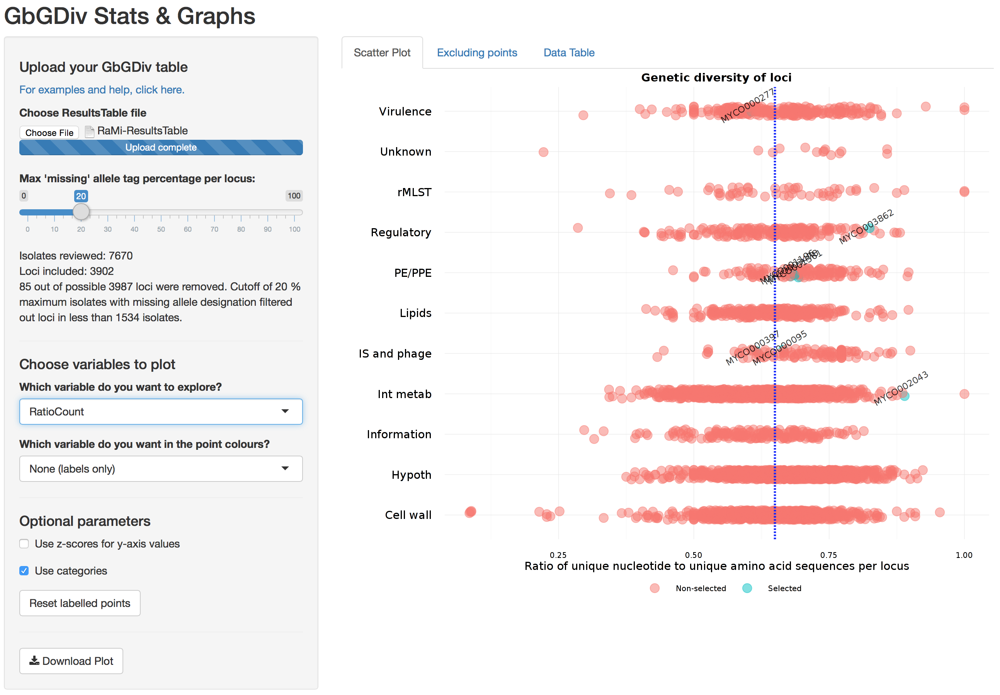 GbGDiv Stats & Graphs
Upload your GbGDiv table
For examples and help, click here.
Choose ResultsTable file
Choose File RaMi-ResultsTable
Upload complete
Max 'missing' allele tag percentage per locus:
0 20 100
0 10 20 30 40 50 60 70 80 90 100
Isolates reviewed: 7670
Loci included: 3902
85 out of possible 3987 loci were removed. Cutoff of 20 %
maximum isolates with missing allele designation filtered
out loci in less than 1534 isolates.
Choose variables to plot
Which variable do you want to explore?
RatioCount
Which variable do you want in the point colours?
None (labels only)
Optional parameters
Use z-scores for y-axis values
Use categories
Reset labelled points
Download Plot
Scatter Plot Excluding points Data Table
Genetic diversity of loci
Virulence
MYCO000277
Unknown
rMLST
Regulatory
MYCO003862
PE/PPE
Lipids
IS and phage
MYCO000397
MYCO000095
Int metab
MYCO002043
Information
Hypoth
Cell wall
0.25 0.50 0.75 1.00
Ratio of unique nucleotide to unique amino acid sequences per locus
Non-selected Selected